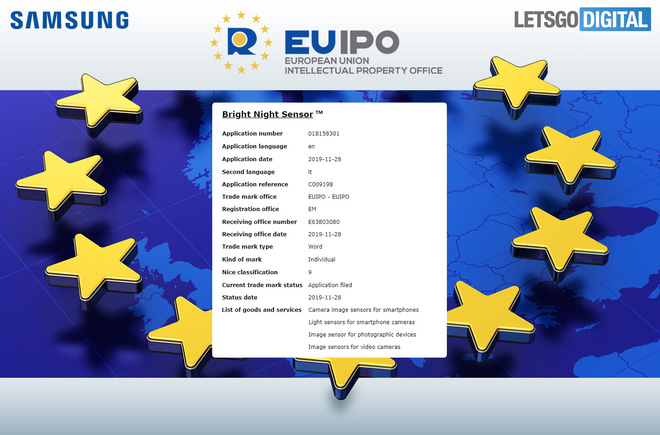 SAMSUNG
LETSGO DIGITAL
R
EUIPO
EUROPEAN UNION
INTELLECTUAL PROPERTY OFFICE
Bright Night Sensor ™
Application number 018158301
Application language en
Application date 2019-11-28
Second language it
Application reference C009198
Trade mark office EUIPO - EUIPO
Registration office EM
Receiving office number E63803080
Receiving office date 2019-11-28
Trade mark type Word
Kind of mark Individual
Nice classification 9
Current trade mark status Application filed
Status date 2019-11-28
List of goods and services Camera image sensors for smartphones
Light sensors for smartphone cameras
Image sensor for photographic devices
Image sensors for video cameras